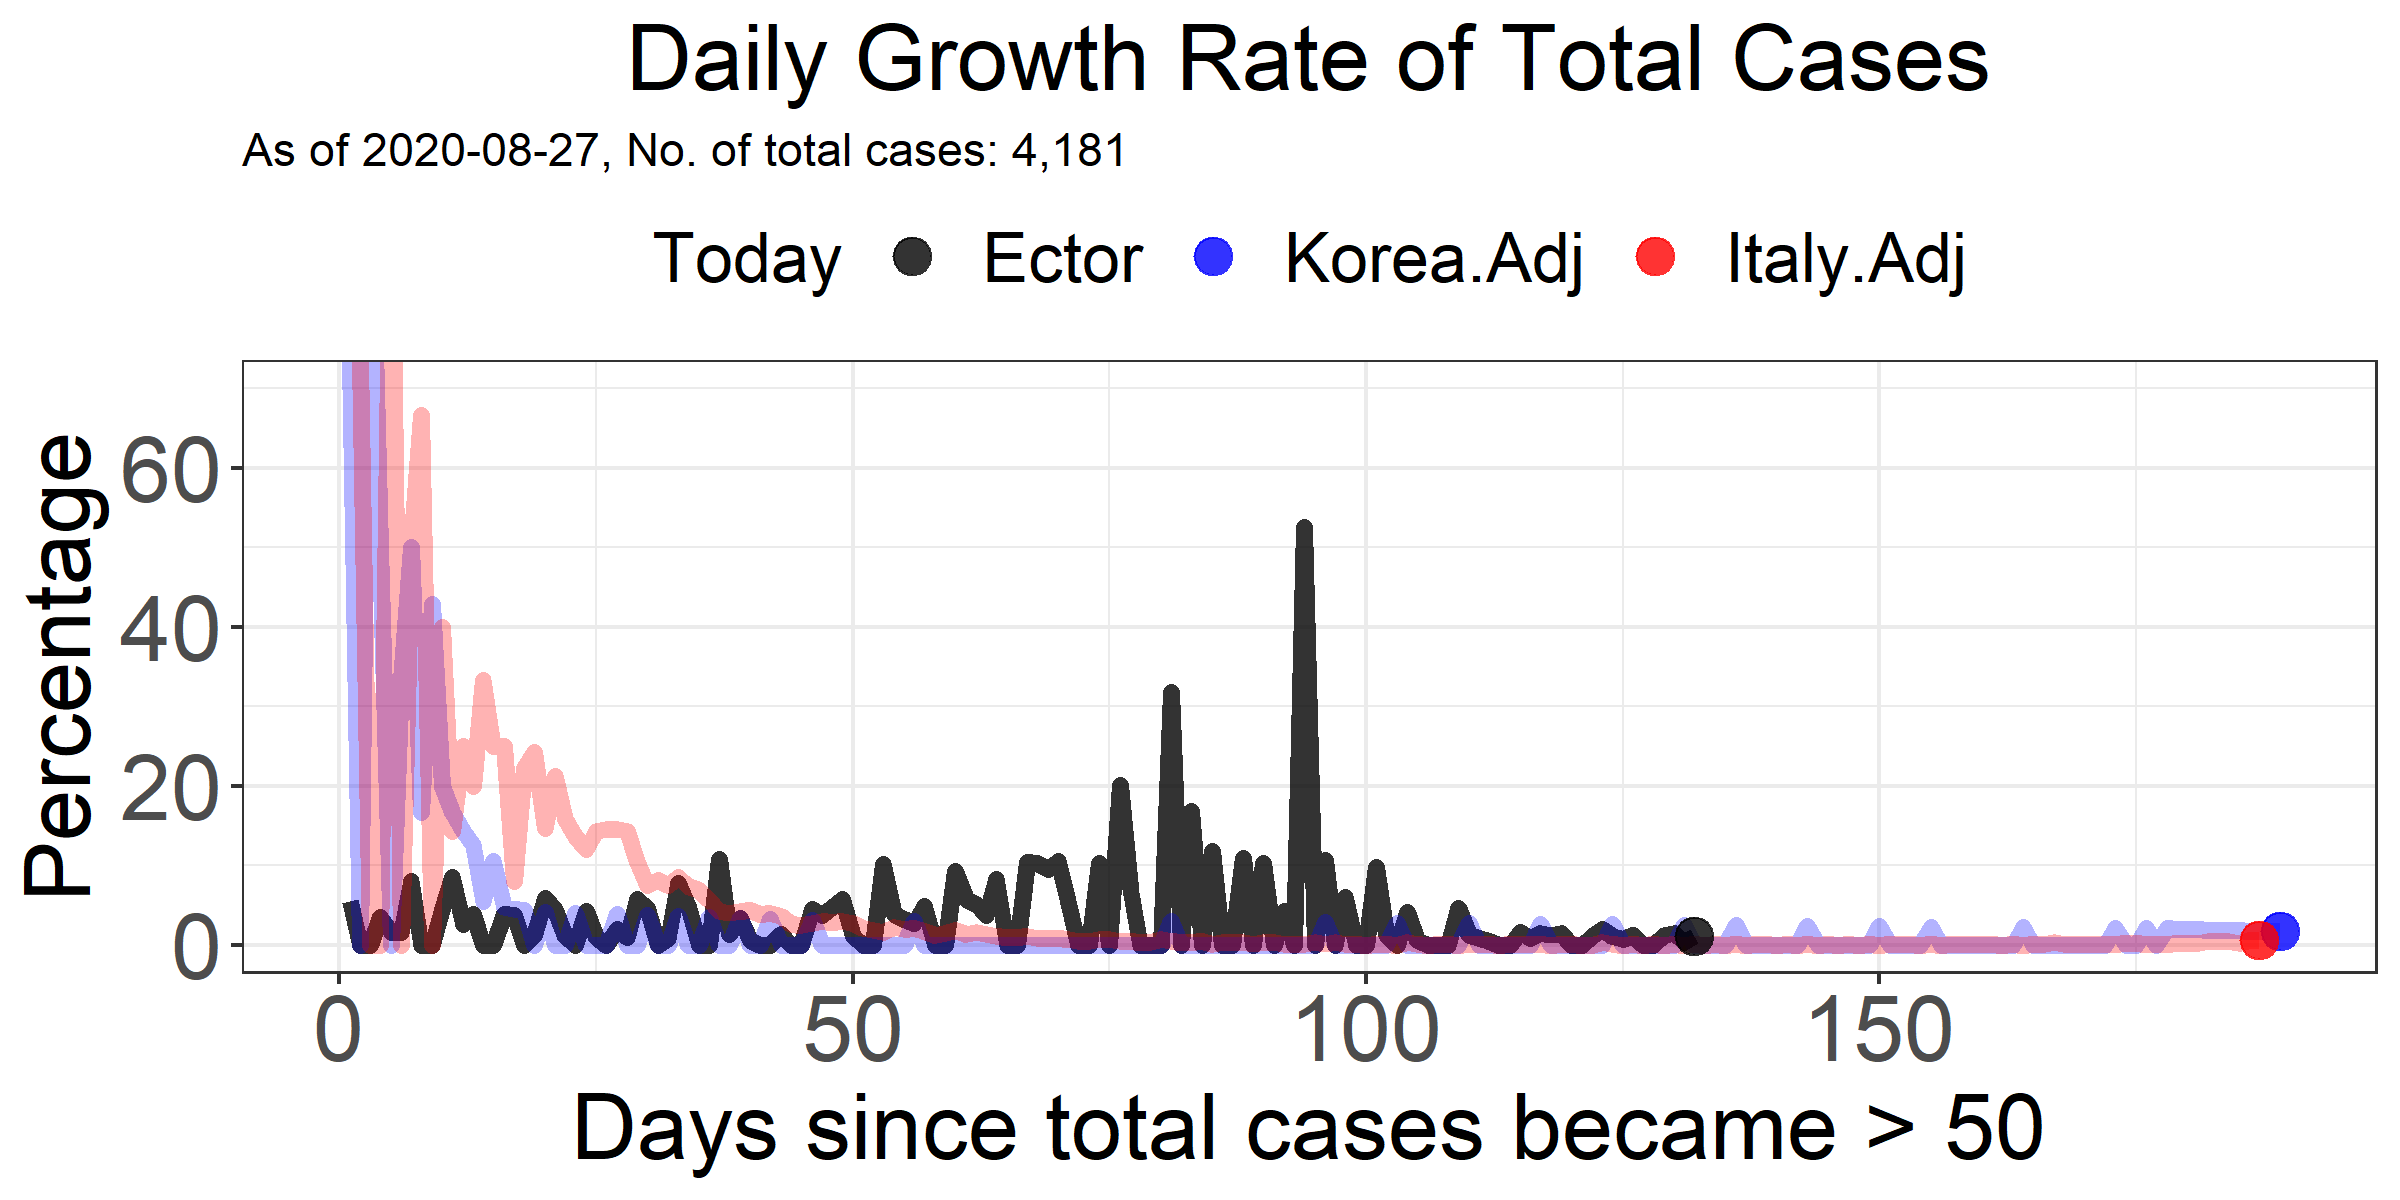 Daily Growth Rate of Total Cases
As of 2020-08-27, No. of total cases: 4,181
Today Ector Korea.Adj Italy.Adj
Percentage
60
40
20
0
0 50 100 150
Days since total cases became > 50